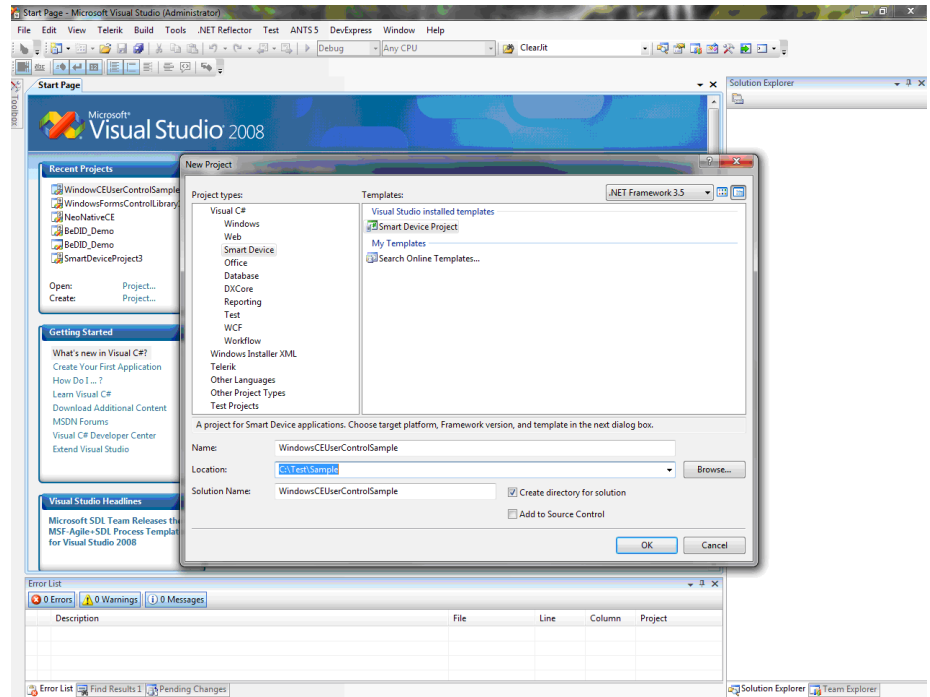 Start Page - Microsoft Visual Studio (Administrator)
File Edit View Telerik Build Tools .NET Reflector Test ANTS 5 DevExpress Window Help
Debug Any CPU ClearJit
Toolbox
Start Page
Solution Explorer
Microsoft®
Visual Studio 2008
Recent Projects
WindowCEUserControlSample
WindowsFormsControlLibrary
NeoNativeCE
BeDID_Demo
BeDID_Demo
SmartDeviceProject3
Open: Project...
Create: Project...
Getting Started
What's new in Visual C#?
Create Your First Application
How Do I ... ?
Learn Visual C#
Download Additional Content
MSDN Forums
Visual C# Developer Center
Extend Visual Studio
Visual Studio Headlines
Microsoft SDL Team Releases the
MSF-Agile+SDL Process Templat
for Visual Studio 2008
New Project
Project types:
Templates:
.NET Framework 3.5
Visual C#
Windows
Web
Smart Device
Office
Database
DXCore
Reporting
Test
WCF
Workflow
Windows Installer XML
Telerik
Other Languages
Other Project Types
Test Projects
Visual Studio installed templates
Smart Device Project
My Templates
Search Online Templates...
A project for Smart Device applications. Choose target platform, Framework version, and template in the next dialog box.
Name: WindowsCEUserControlSample
Location: C:\Test\Sample Browse...
Solution Name: WindowsCEUserControlSample
Create directory for solution
Add to Source Control
OK Cancel
Error List
0 Errors 0 Warnings 0 Messages
Description File Line Column Project
Error List Find Results 1 Pending Changes
Solution Explorer Team Explorer